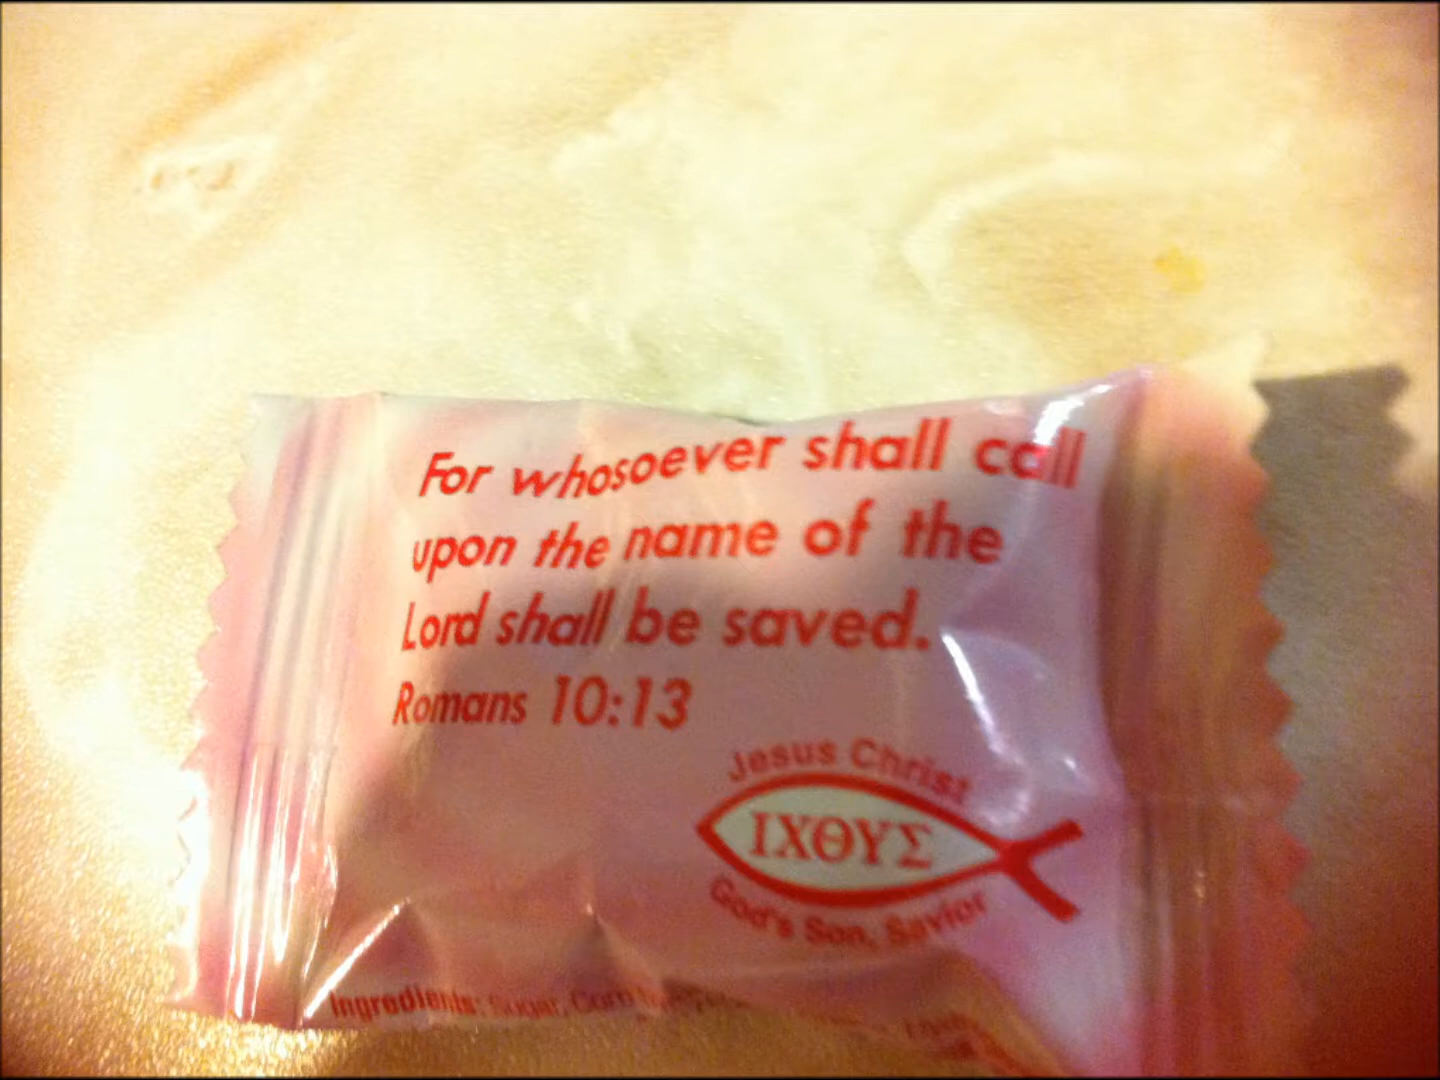 For whosoever shall call
upon the name of the
Lord shall be saved.
Romans 10:13
Jesus Christ
ΙΧΘΥΣ
God's Son, Savior
Ingredients: Sugar, Corn